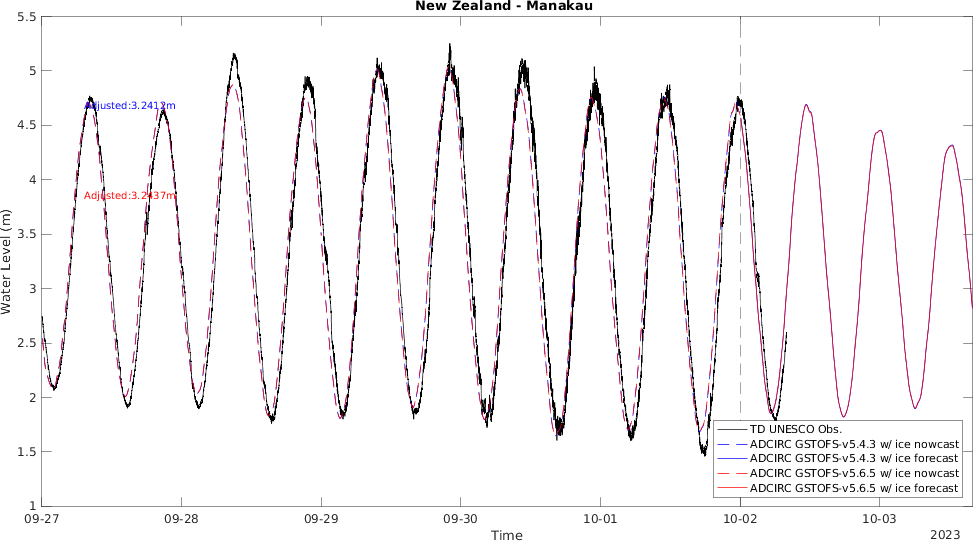 New Zealand - Manakau
5.5
5
4.5
4
3.5
3
2.5
2
1.5
1
Water Level (m)
Adjusted:3.2412m
Adjusted:3.2437m
TD UNESCO Obs.
ADCIRC GSTOFS-v5.4.3 w/ ice nowcast
ADCIRC GSTOFS-v5.4.3 w/ ice forecast
ADCIRC GSTOFS-v5.6.5 w/ ice nowcast
ADCIRC GSTOFS-v5.6.5 w/ ice forecast
09-27
09-28
09-29
09-30
10-01
10-02
10-03
Time
2023